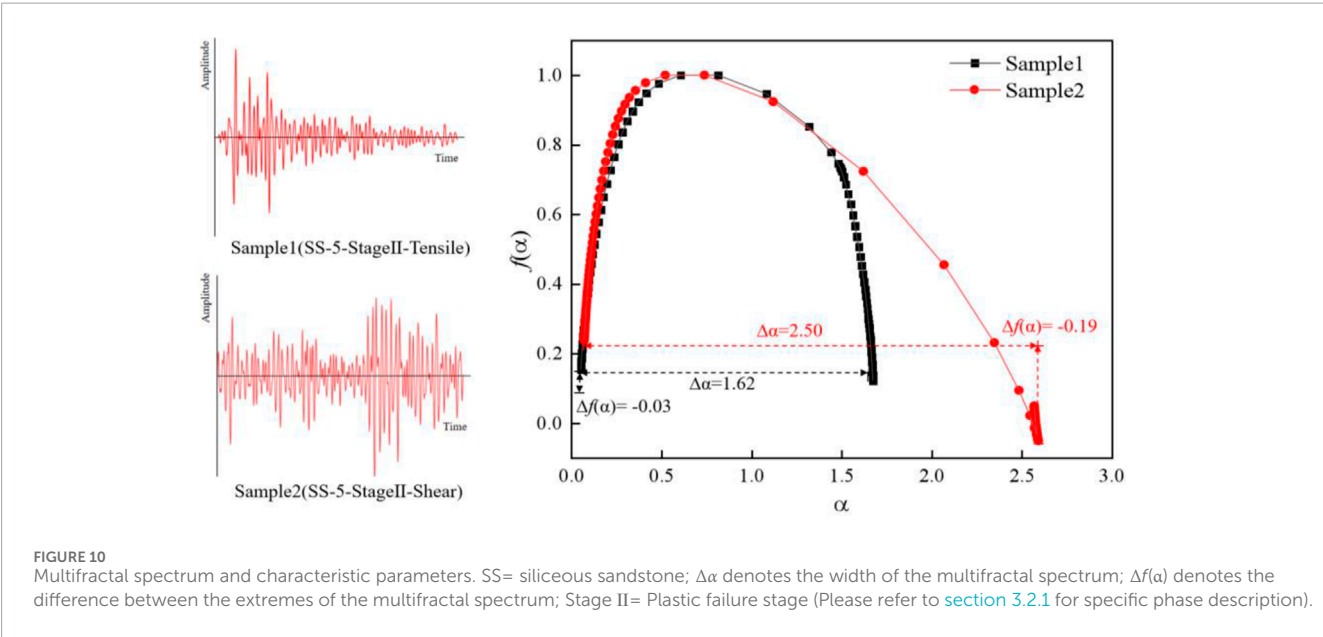 Amplitude
Time
Sample1(SS-5-StageII-Tensile)
Amplitude
Time
Sample2(SS-5-StageII-Shear)
f(α)
1.0
0.8
0.6
0.4
0.2
0.0
Sample1
Sample2
Δα=2.50
Δf(α)= -0.19
Δα=1.62
Δf(α)= -0.03
0.0 0.5 1.0 1.5 2.0 2.5 3.0
α
FIGURE 10
Multifractal spectrum and characteristic parameters. SS= siliceous sandstone; Δα denotes the width of the multifractal spectrum; Δf(α) denotes the
difference between the extremes of the multifractal spectrum; Stage II= Plastic failure stage (Please refer to section 3.2.1 for specific phase description).